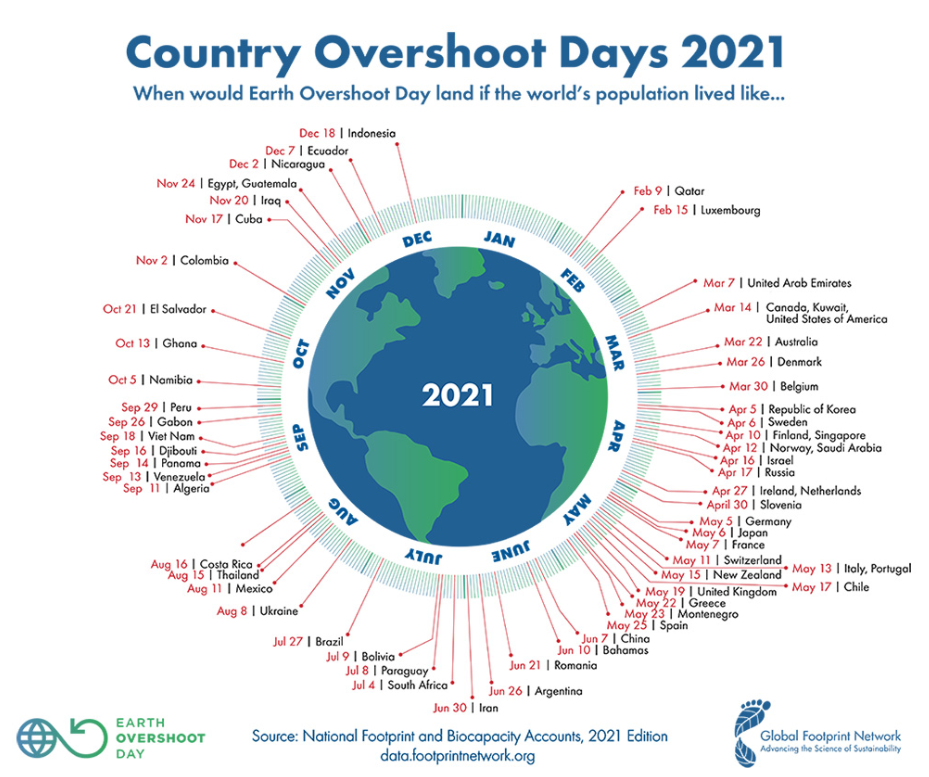 Country Overshoot Days 2021
When would Earth Overshoot Day land if the world's population lived like...
Dec 18 | Indonesia
Dec 7 | Ecuador
Dec 2 | Nicaragua
Nov 24 | Egypt, Guatemala
Nov 20 | Iraq
Nov 17 | Cuba
Nov 2 | Colombia
Oct 21 | El Salvador
Oct 13 | Ghana
Oct 5 | Namibia
Sep 29 | Peru
Sep 26 | Gabon
Sep 18 | Viet Nam
Sep 16 | Djibouti
Sep 14 | Panama
Sep 13 | Venezuela
Sep 11 | Algeria
Aug 16 | Costa Rica
Aug 15 | Thailand
Aug 11 | Mexico
Aug 8 | Ukraine
Jul 27 | Brazil
Jul 9 | Bolivia
Jul 8 | Paraguay
Jul 4 | South Africa
Jun 30 | Iran
Feb 9 | Qatar
Feb 15 | Luxembourg
Mar 7 | United Arab Emirates
Mar 14 | Canada, Kuwait,
United States of America
Mar 22 | Australia
Mar 26 | Denmark
Mar 30 | Belgium
Apr 5 | Republic of Korea
Apr 6 | Sweden
Apr 10 | Finland, Singapore
Apr 12 | Norway, Saudi Arabia
Apr 16 | Israel
Apr 17 | Russia
Apr 27 | Ireland, Netherlands
April 30 | Slovenia
May 5 | Germany
May 6 | Japan
May 7 | France
May 11 | Switzerland
May 13 | Italy, Portugal
May 15 | New Zealand
May 17 | Chile
May 19 | United Kingdom
May 22 | Greece
May 23 | Montenegro
May 25 | Spain
Jun 7 | China
Jun 10 | Bahamas
Jun 21 | Romania
Jun 26 | Argentina
JAN
FEB
MAR
APR
MAY
JUNE
JULY
AUG
SEP
OCT
NOV
DEC
2021
EARTH
OVERSHOOT
DAY
Source: National Footprint and Biocapacity Accounts, 2021 Edition
data.footprintnetwork.org
Global Footprint Network
Advancing the Science of Sustainability